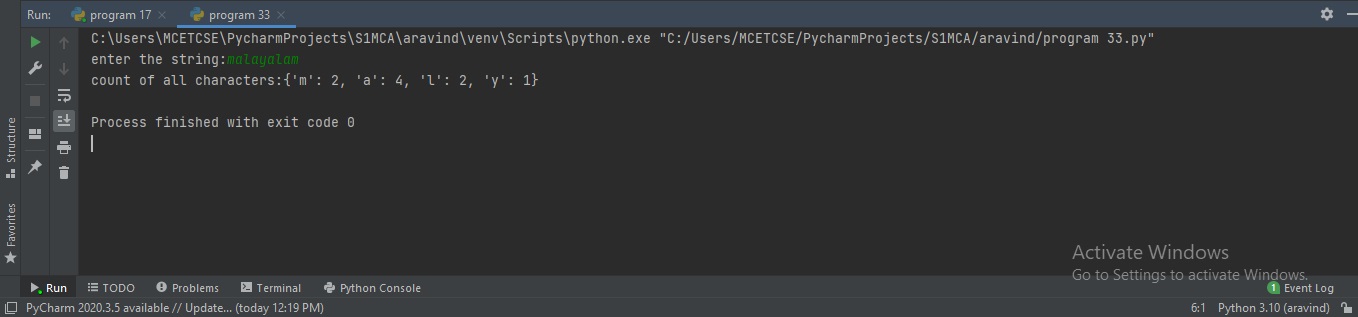 Run: program 17 × program 33 ×
C:\Users\MCETCSE\PycharmProjects\S1MCA\aravind\venv\Scripts\python.exe "C:/Users/MCETCSE/PycharmProjects/S1MCA/aravind/program 33.py"
enter the string:malayalam
count of all characters:{'m': 2, 'a': 4, 'l': 2, 'y': 1}
Process finished with exit code 0
Structure
Favorites
Activate Windows
Go to Settings to activate Windows.
Run TODO Problems Terminal Python Console 1 Event Log
PyCharm 2020.3.5 available // Update... (today 12:19 PM) 6:1 Python 3.10 (aravind)